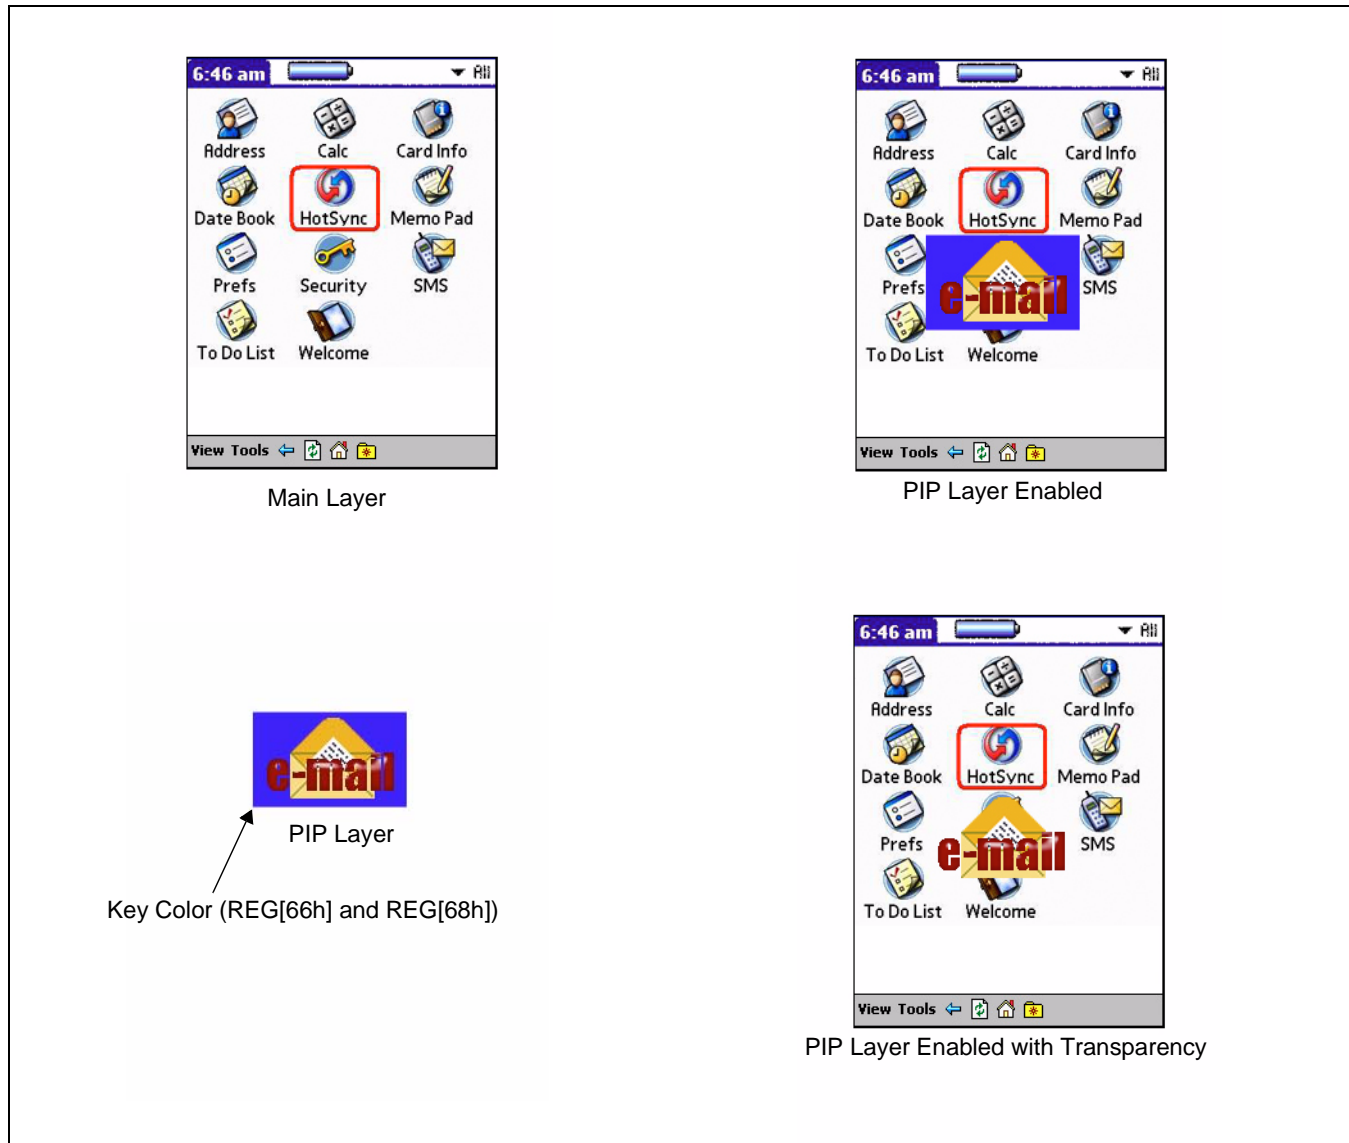 6:46 am All
Address Calc Card Info
Date Book HotSync Memo Pad
Prefs Security SMS
To Do List Welcome
View Tools
Main Layer
6:46 am All
Address Calc Card Info
Date Book HotSync Memo Pad
Prefs e-mail SMS
To Do List Welcome
View Tools
PIP Layer Enabled
e-mail
PIP Layer
Key Color (REG[66h] and REG[68h])
6:46 am All
Address Calc Card Info
Date Book HotSync Memo Pad
Prefs e-mail SMS
To Do List Welcome
View Tools
PIP Layer Enabled with Transparency